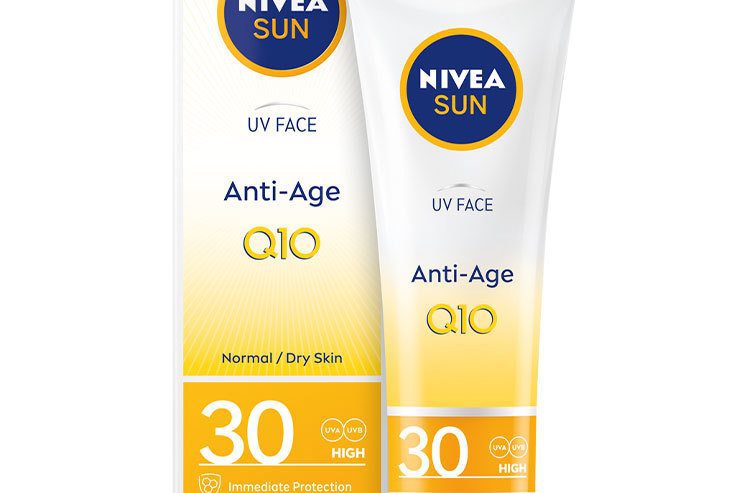 NIVEA
SUN
UV FACE
Anti-Age
Q10
Normal / Dry Skin
30
UVA UVB
HIGH
Immediate Protection
NIVEA
SUN
UV FACE
Anti-Age
Q10
30
UVA UVB
HIGH